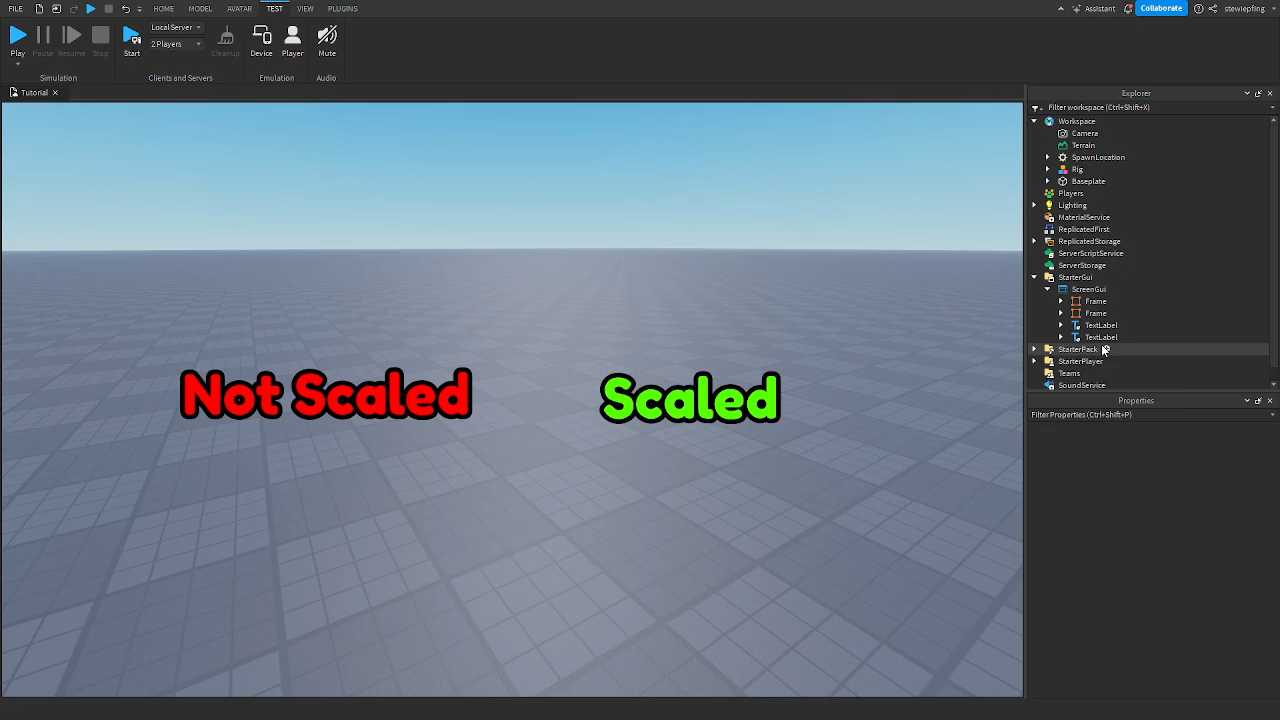 FILE HOME MODEL AVATAR TEST VIEW PLUGINS Assistant Collaborate stewiepfing
Play Pause Resume Stop Start Local Server 2 Players Cleanup Device Player Mute
Simulation Clients and Servers Emulation Audio
Tutorial
Explorer
Filter workspace (Ctrl+Shift+X)
Workspace
Camera
Terrain
SpawnLocation
Rig
Baseplate
Players
Lighting
MaterialService
ReplicatedFirst
ReplicatedStorage
ServerScriptService
ServerStorage
StarterGui
ScreenGui
Frame
Frame
TextLabel
TextLabel
StarterPack
StarterPlayer
Teams
SoundService
Properties
Filter Properties (Ctrl+Shift+P)
Not Scaled Scaled